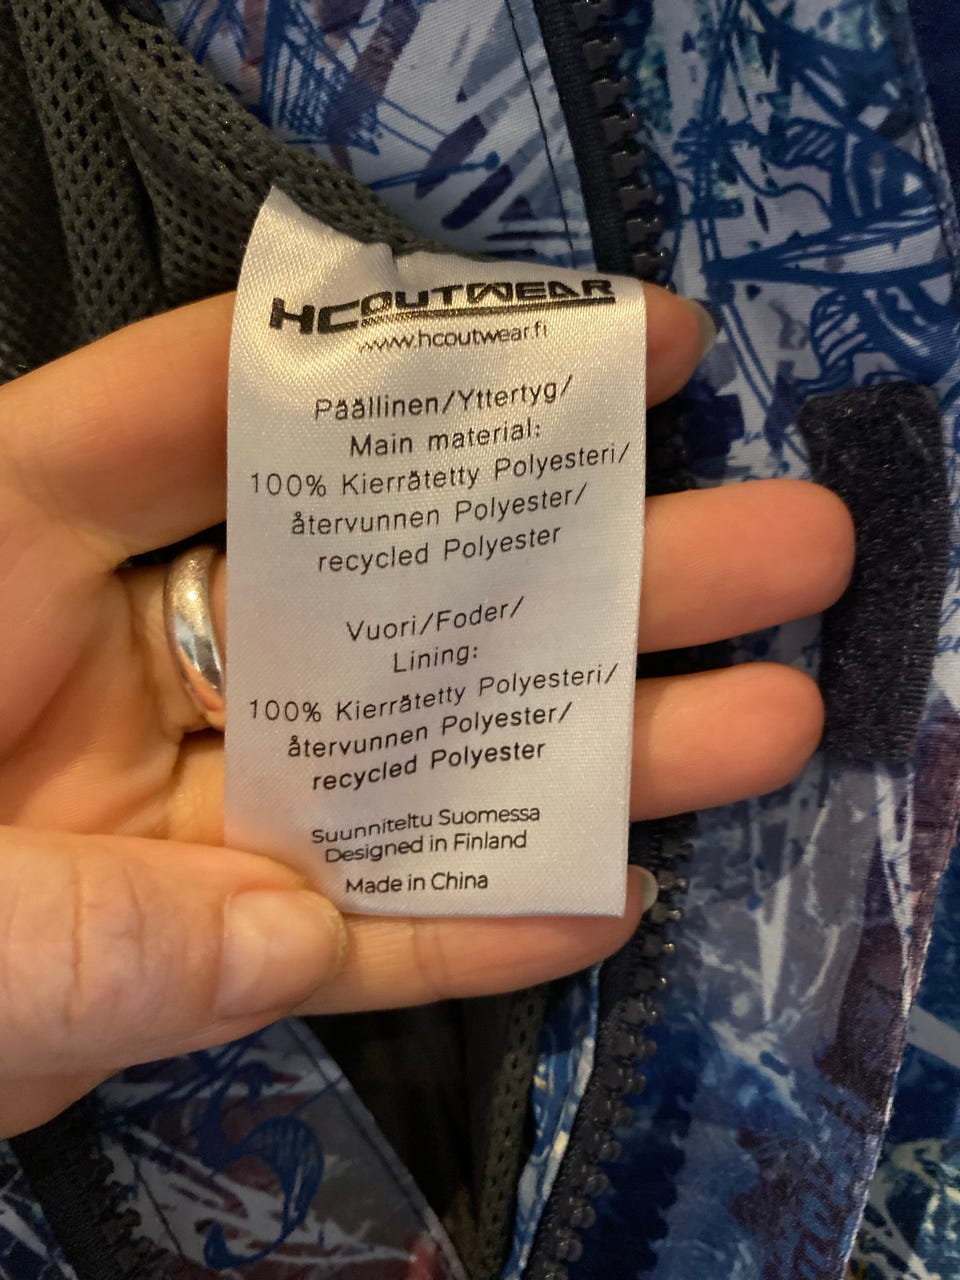 HCOUTWEAR
www.hcoutwear.fi
Päällinen/Yttertyg/
Main material:
100% Kierrätetty Polyesteri/
återvunnen Polyester/
recycled Polyester
Vuori/Foder/
Lining:
100% Kierrätetty Polyesteri/
återvunnen Polyester/
recycled Polyester
Suunniteltu Suomessa
Designed in Finland
Made in China